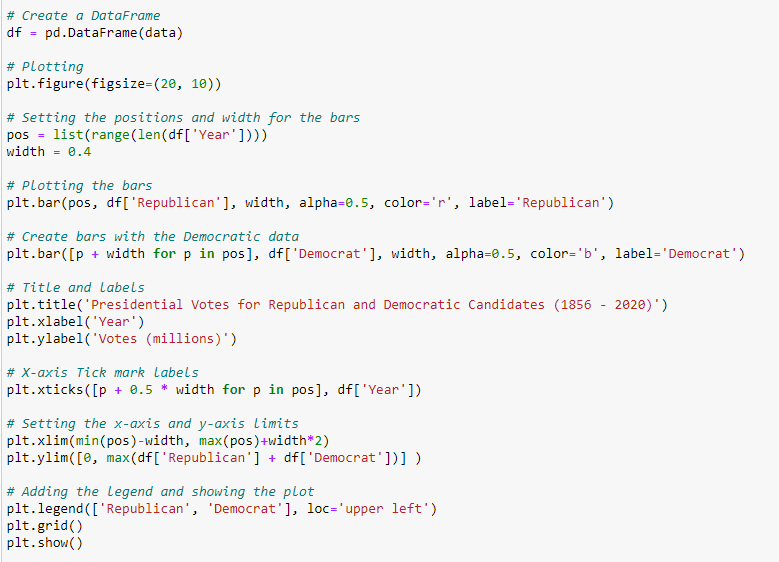 # Create a DataFrame
df = pd.DataFrame(data)
# Plotting
plt.figure(figsize=(20, 10))
# Setting the positions and width for the bars
pos = list(range(len(df['Year'])))
width = 0.4
# Plotting the bars
plt.bar(pos, df['Republican'], width, alpha=0.5, color='r', label='Republican')
# Create bars with the Democratic data
plt.bar([p + width for p in pos], df['Democrat'], width, alpha=0.5, color='b', label='Democrat')
# Title and labels
plt.title('Presidential Votes for Republican and Democratic Candidates (1856 - 2020)')
plt.xlabel('Year')
plt.ylabel('Votes (millions)')
# X-axis Tick mark labels
plt.xticks([p + 0.5 * width for p in pos], df['Year'])
# Setting the x-axis and y-axis limits
plt.xlim(min(pos)-width, max(pos)+width*2)
plt.ylim([0, max(df['Republican'] + df['Democrat'])] )
# Adding the legend and showing the plot
plt.legend(['Republican', 'Democrat'], loc='upper left')
plt.grid()
plt.show()